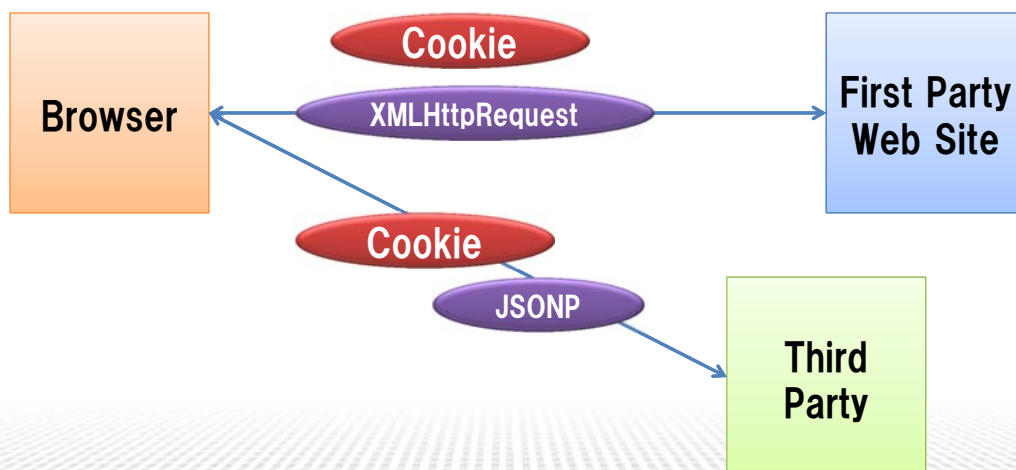 Cookie
Browser
XMLHttpRequest
First Party
Web Site
Cookie
JSONP
Third
Party